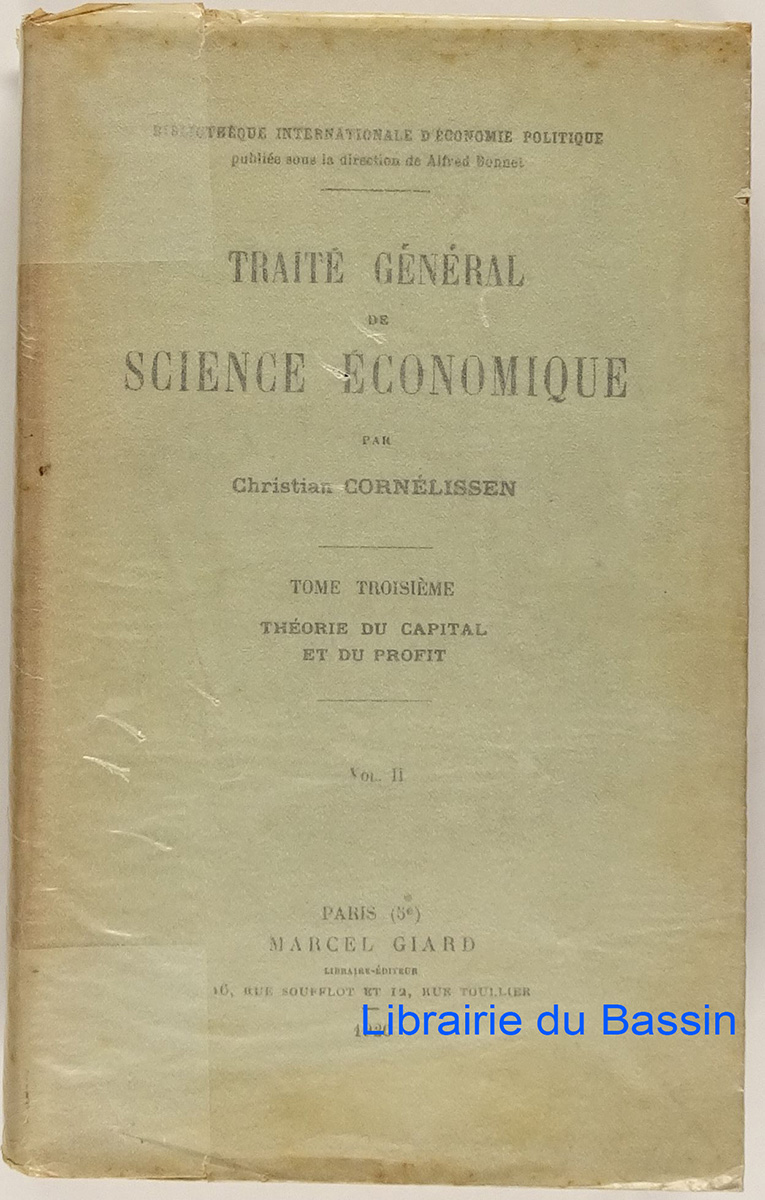 BIBLIOTHÈQUE INTERNATIONALE D'ÉCONOMIE POLITIQUE
publiée sous la direction de Alfred Bonnet
TRAITÉ GÉNÉRAL
DE
SCIENCE ÉCONOMIQUE
PAR
Christian CORNÉLISSEN
TOME TROISIÈME
THÉORIE DU CAPITAL
ET DU PROFIT
VOL. II
PARIS (5e)
MARCEL GIARD
LIBRAIRE-ÉDITEUR
16, RUE SOUFFLOT ET 12, RUE TOULLIER
Librairie du Bassin